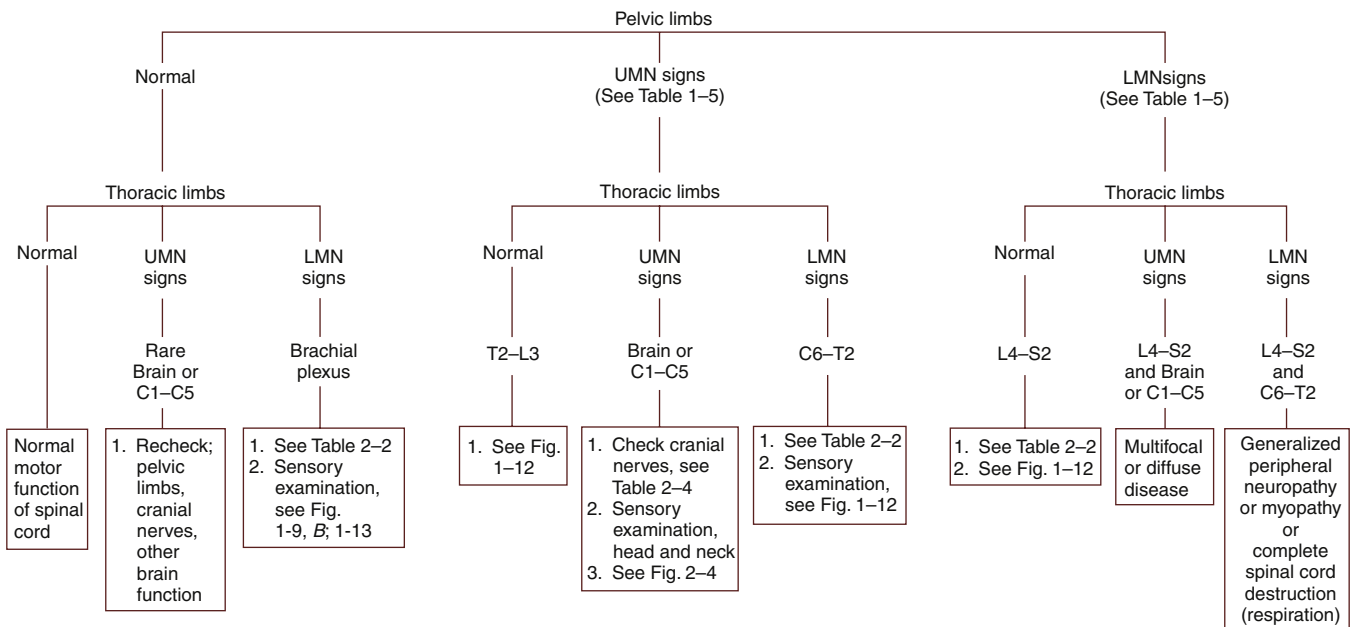 Pelvic limbs
Normal
UMN signs
(See Table 1–5)
LMNsigns
(See Table 1–5)
Thoracic limbs
Thoracic limbs
Thoracic limbs
Normal
UMN
signs
LMN
signs
Normal
UMN
signs
LMN
signs
Normal
UMN
signs
LMN
signs
Rare
Brain or
C1–C5
Brachial
plexus
T2–L3
Brain or
C1–C5
C6–T2
L4–S2
L4–S2
and Brain
or C1–C5
L4–S2
and
C6–T2
Normal
motor
function
of spinal
cord
1. Recheck;
pelvic
limbs,
cranial
nerves,
other
brain
function
1. See Table 2–2
2. Sensory
examination,
see Fig.
1-9, B; 1-13
1. See Fig.
1–12
1. Check cranial
nerves, see
Table 2–4
2. Sensory
examination,
head and neck
3. See Fig. 2–4
1. See Table 2–2
2. Sensory
examination,
see Fig. 1–12
1. See Table 2–2
2. See Fig. 1–12
Multifocal
or diffuse
disease
Generalized
peripheral
neuropathy
or myopathy
or
complete
spinal cord
destruction
(respiration)